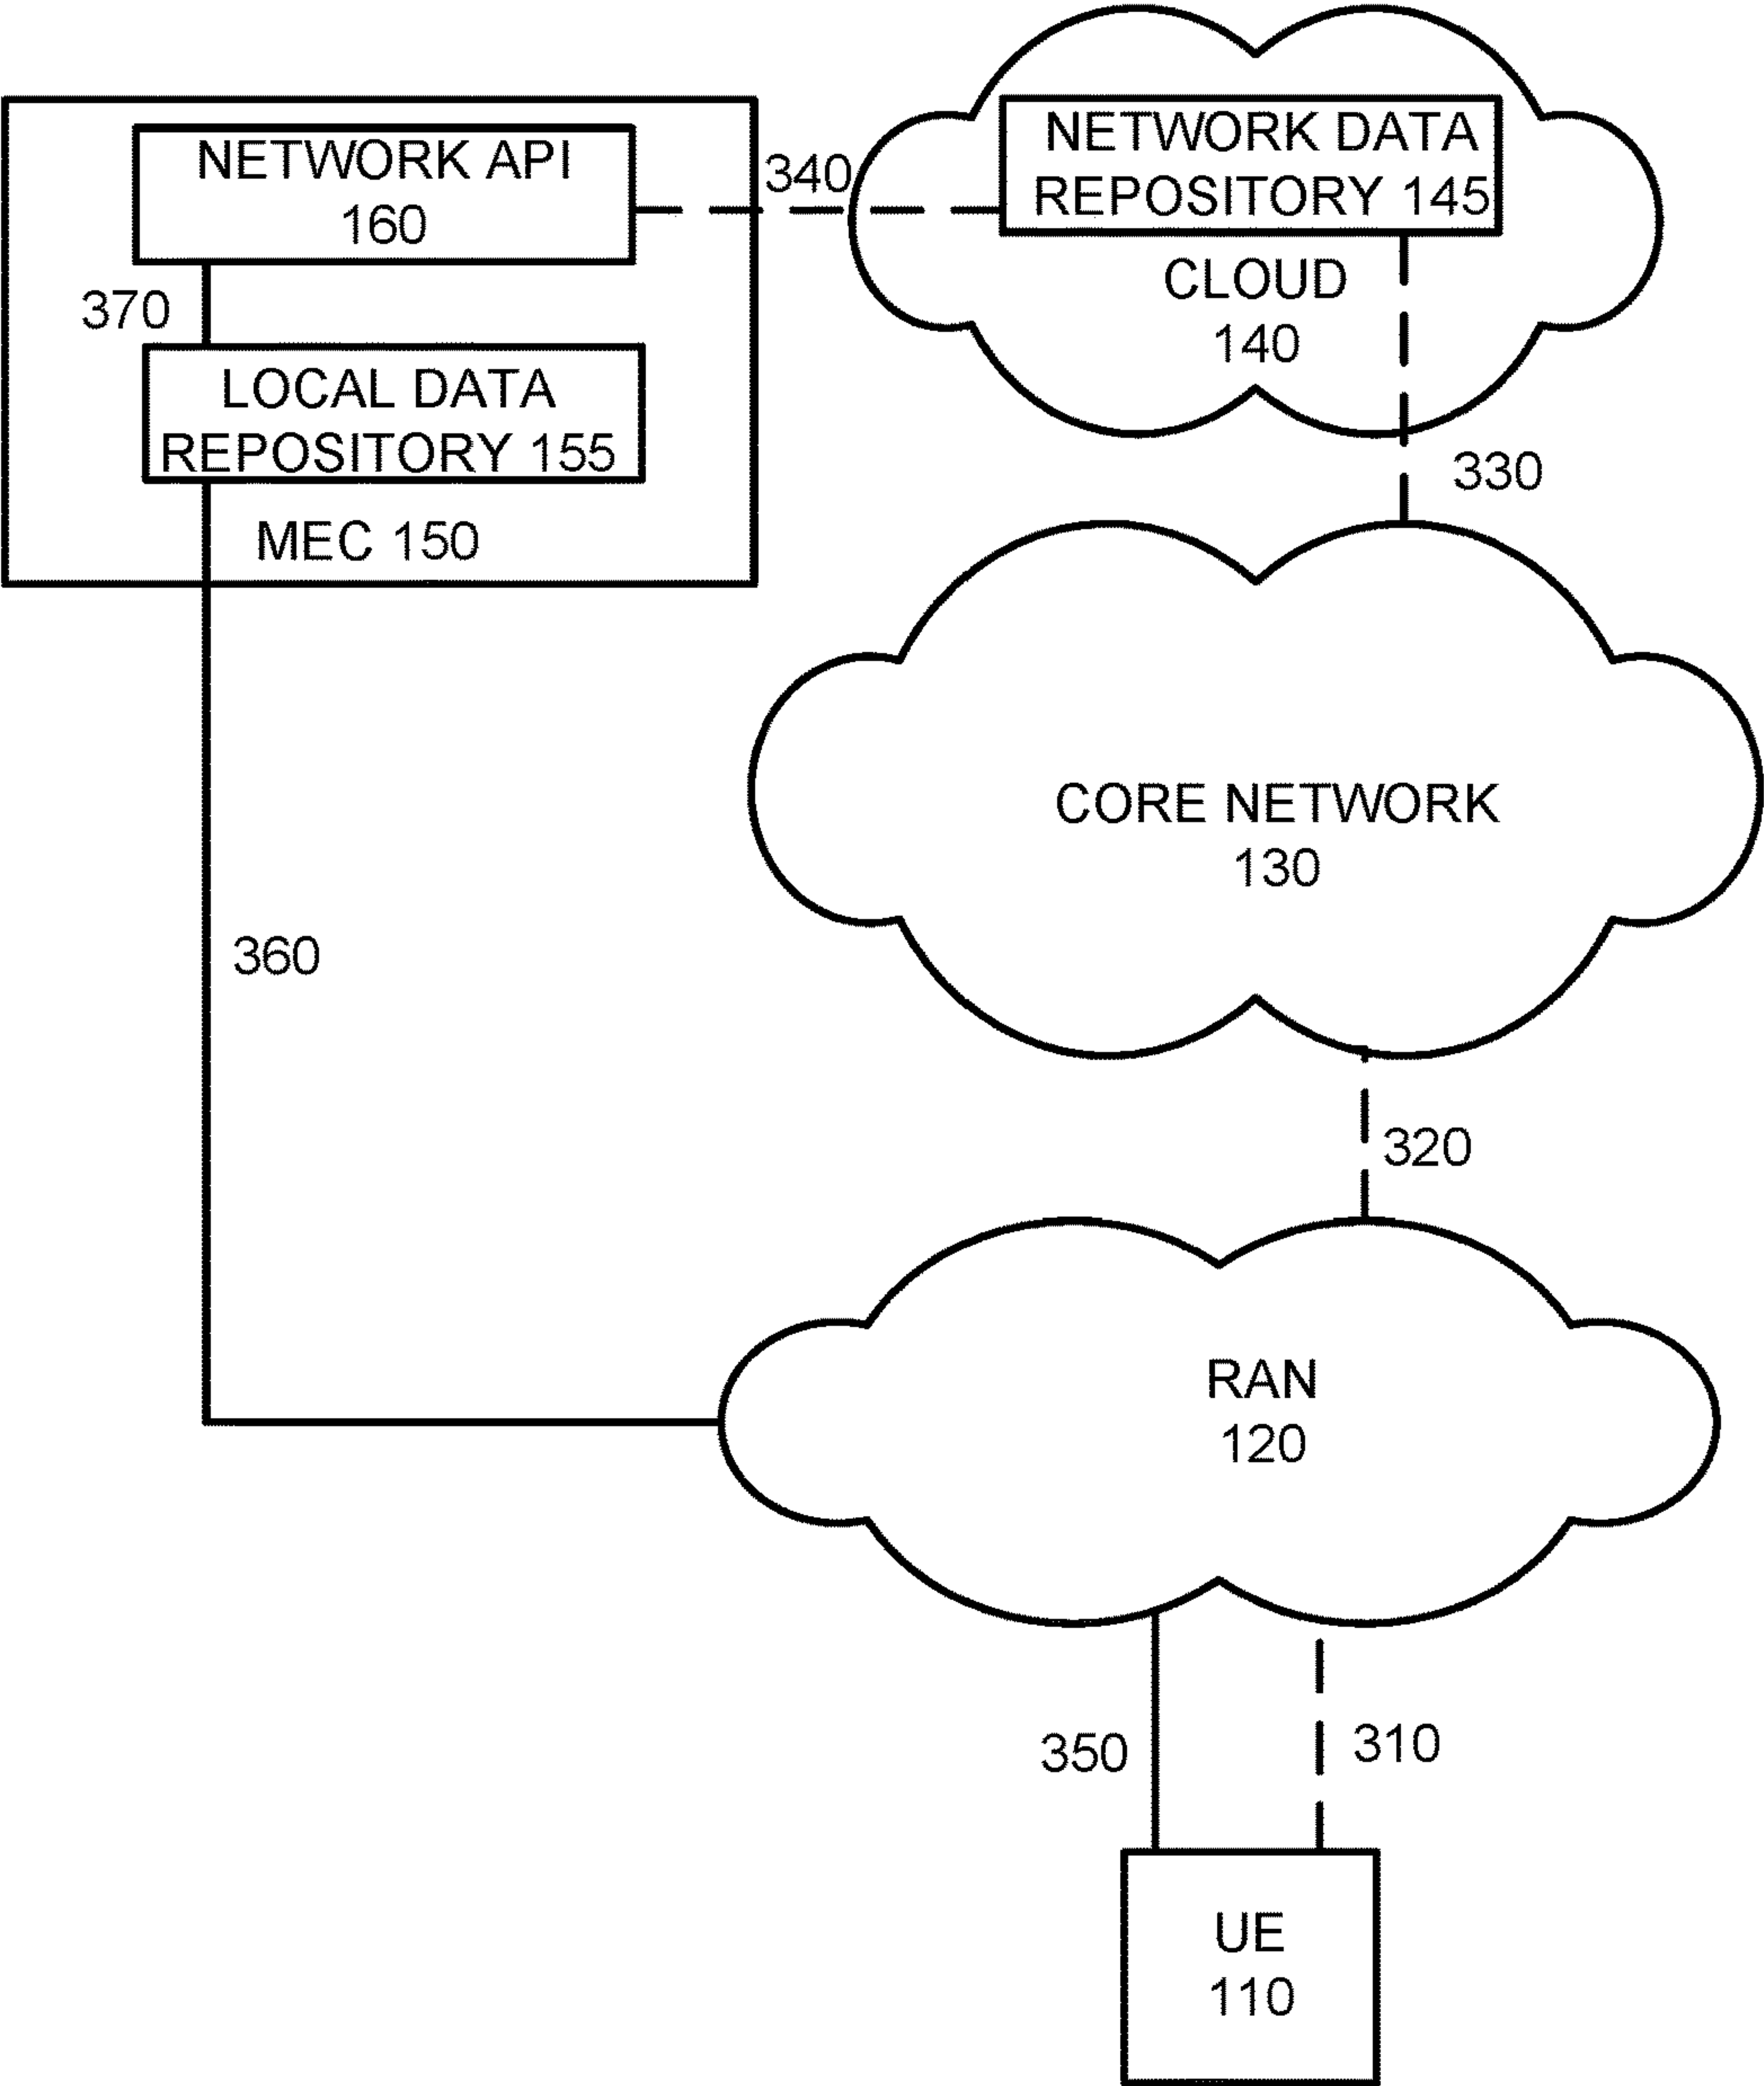 NETWORK API
160
340
NETWORK DATA
REPOSITORY 145
CLOUD
140
370
LOCAL DATA
REPOSITORY 155
MEC 150
330
CORE NETWORK
130
360
320
RAN
120
350
310
UE
110